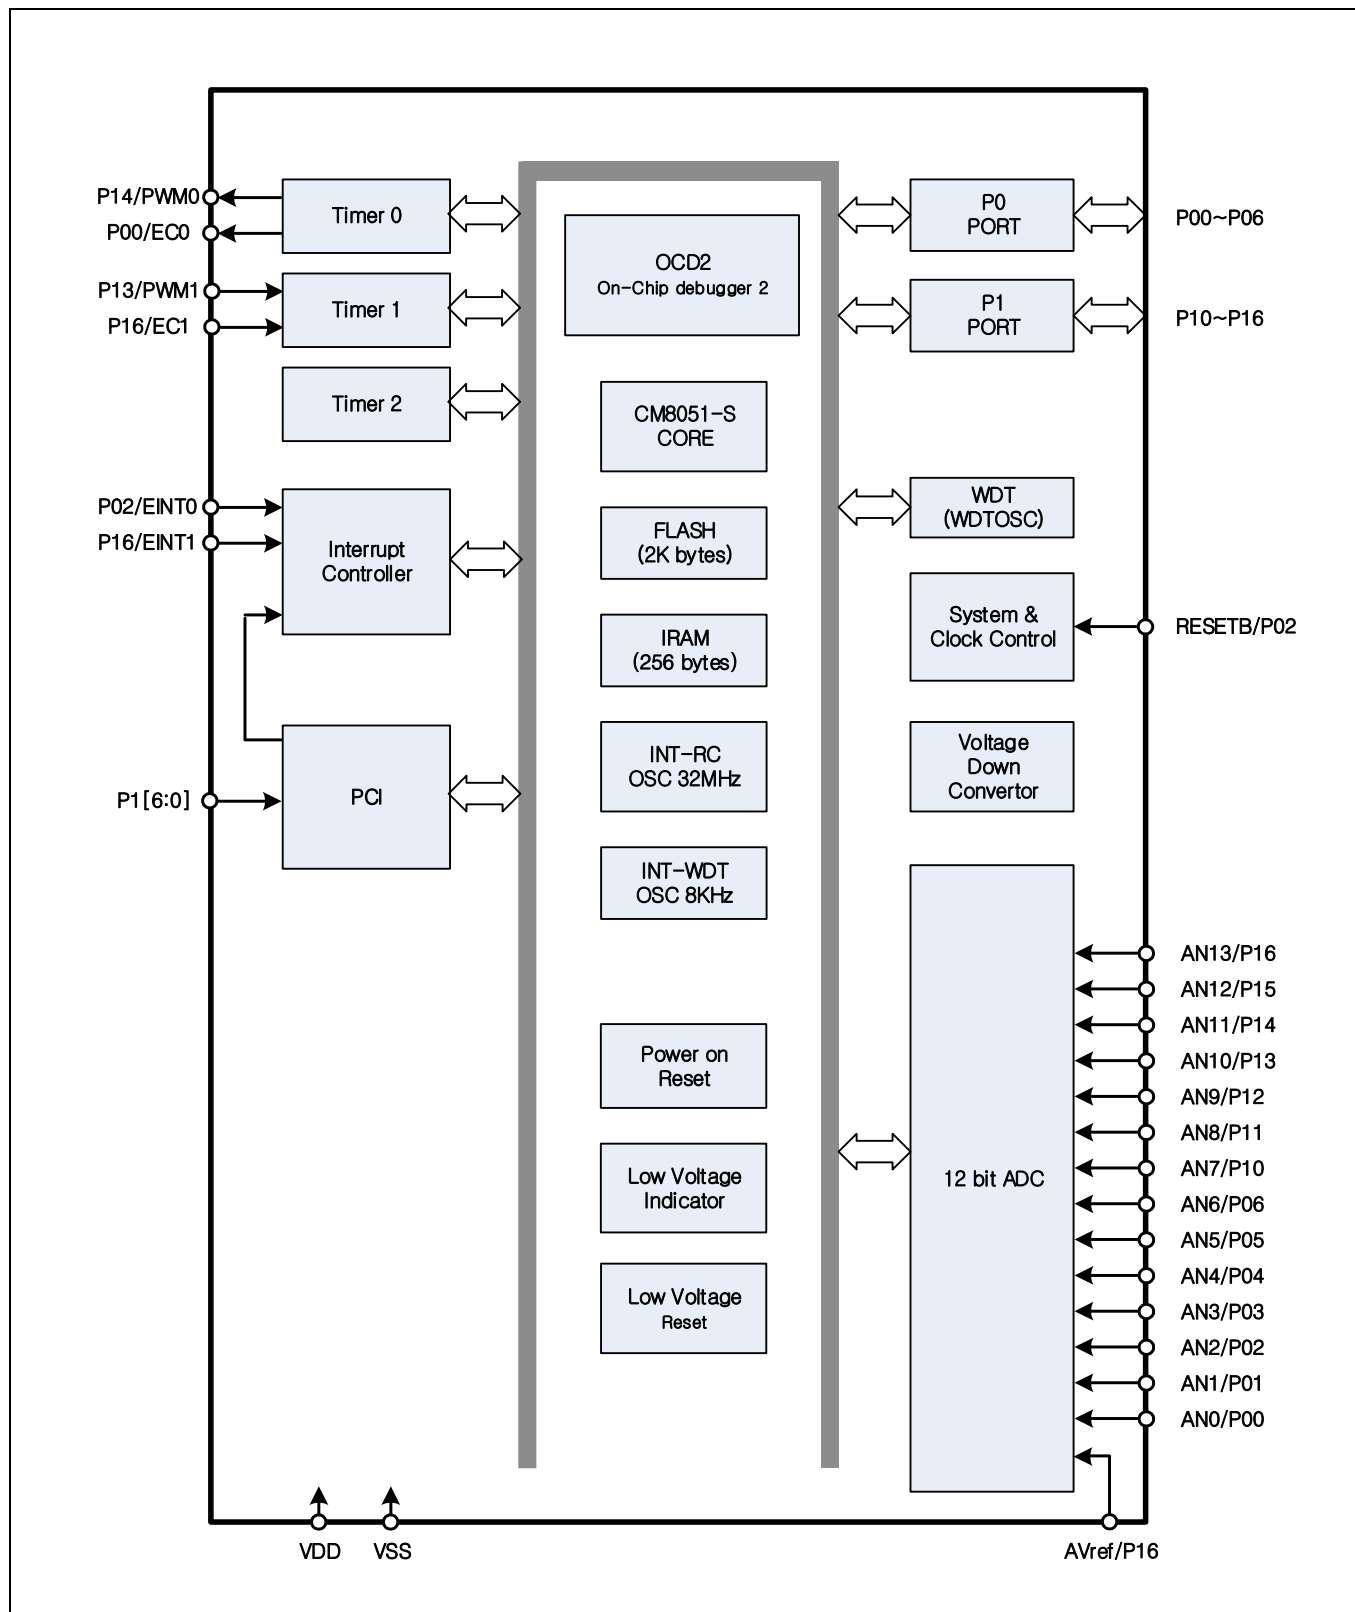 P14/PWM0
P00/EC0
Timer 0
P13/PWM1
P16/EC1
Timer 1
Timer 2
P02/EINT0
P16/EINT1
Interrupt
Controller
P1[6:0]
PCI
OCD2
On-Chip debugger 2
CM8051-S
CORE
FLASH
(2K bytes)
IRAM
(256 bytes)
INT-RC
OSC 32MHz
INT-WDT
OSC 8KHz
Power on
Reset
Low Voltage
Indicator
Low Voltage
Reset
P0
PORT
P00~P06
P1
PORT
P10~P16
WDT
(WDTOSC)
System &
Clock Control
RESETB/P02
Voltage
Down
Convertor
12 bit ADC
AN13/P16
AN12/P15
AN11/P14
AN10/P13
AN9/P12
AN8/P11
AN7/P10
AN6/P06
AN5/P05
AN4/P04
AN3/P03
AN2/P02
AN1/P01
AN0/P00
VDD
VSS
AVref/P16